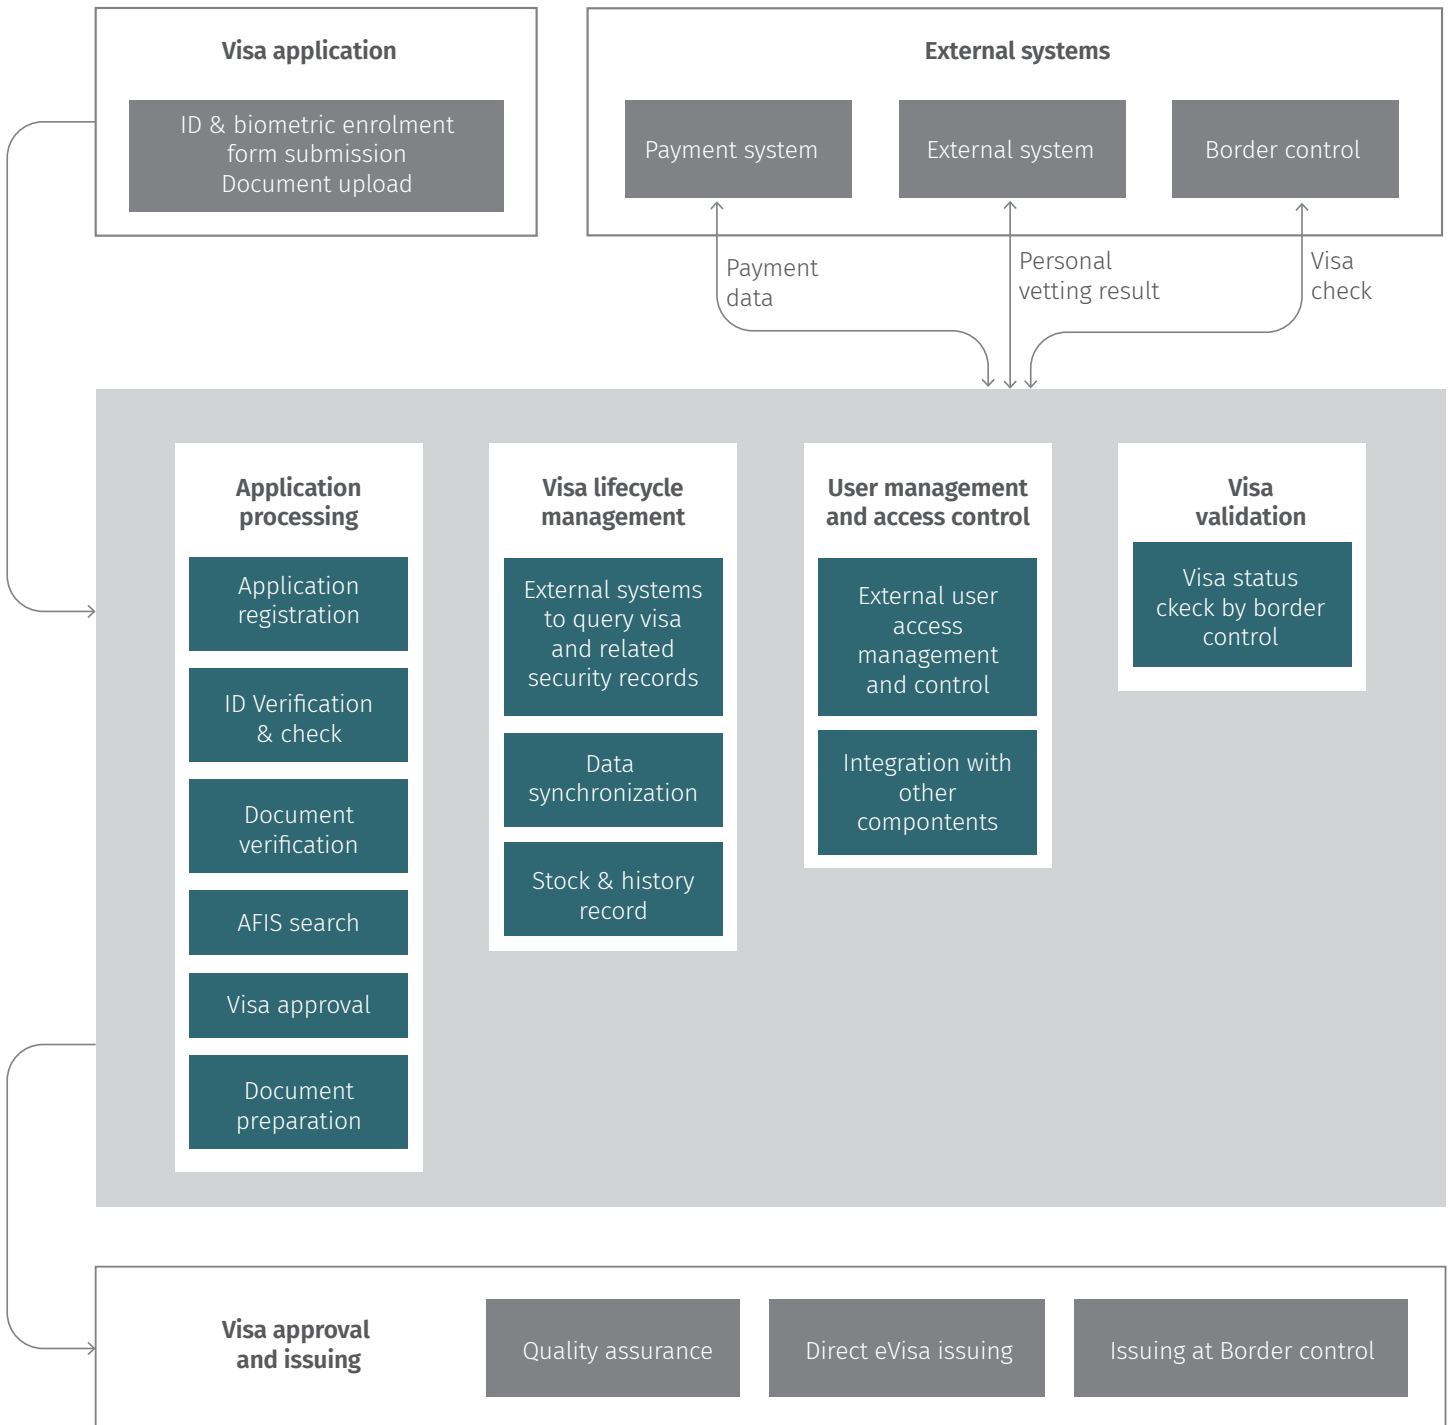 Visa application
ID & biometric enrolment
form submission
Document upload
External systems
Payment system
External system
Border control
Payment
data
Personal
vetting result
Visa
check
Application
processing
Application
registration
ID Verification
& check
Document
verification
AFIS search
Visa approval
Document
preparation
Visa lifecycle
management
External systems
to query visa
and related
security records
Data
synchronization
Stock & history
record
User management
and access control
External user
access
management
and control
Integration with
other
compontents
Visa
validation
Visa status
ckeck by border
control
Visa approval
and issuing
Quality assurance
Direct eVisa issuing
Issuing at Border control